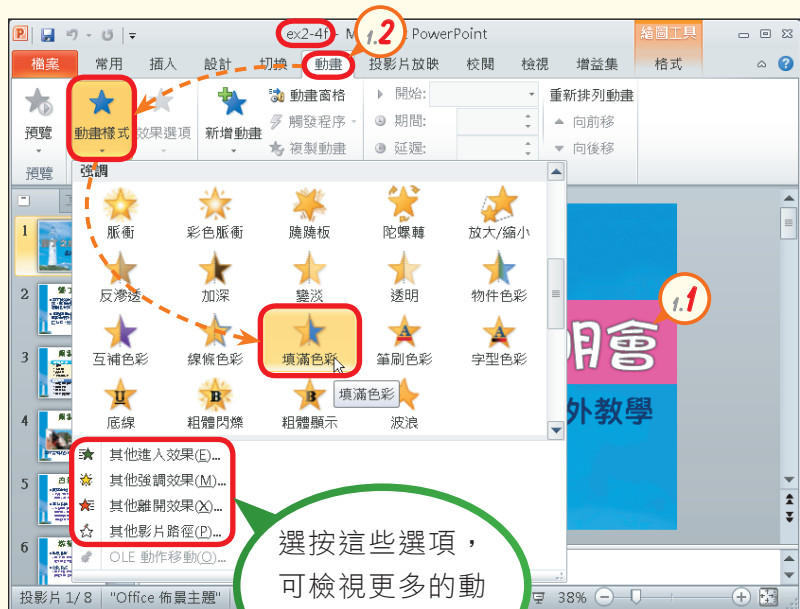 ex2-4f - M PowerPoint
繪圖工具
1.2
檔案 常用 插入 設計 切換 動畫 投影片放映 校閱 檢視 增益集 格式
預覽 動畫樣式 效果選項 新增動畫
動畫窗格
觸發程序
複製動畫
開始:
期間:
延遲:
重新排列動畫
向前移
向後移
預覽
強調
脈衝 彩色脈衝 蹺蹺板 陀螺轉 放大/縮小
反滲透 加深 變淡 透明 物件色彩
互補色彩 線條色彩 填滿色彩 筆刷色彩 字型色彩
填滿色彩
底線 粗體閃爍 粗體顯示 波浪
其他進入效果(E)...
其他強調效果(M)...
其他離開效果(X)...
其他影片路徑(P)...
OLE 動作移動(O)...
1
2
3
4
5
6
1.1
明會
外教學
選按這些選項，
可檢視更多的動
投影片 1/8 "Office 佈景主題" 38%